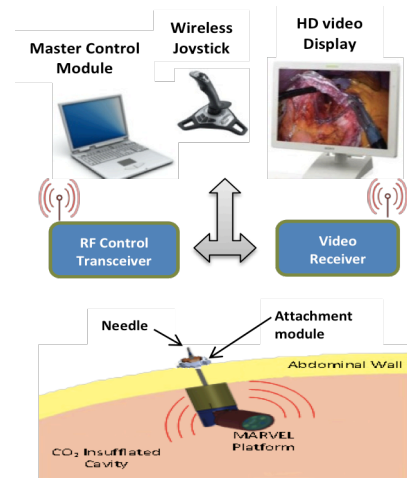 Master Control
Module
Wireless
Joystick
HD video
Display
RF Control
Transceiver
Video
Receiver
Needle
Attachment
module
Abdominal Wall
MARVEL
Platform
CO₂ Insufflated
Cavity